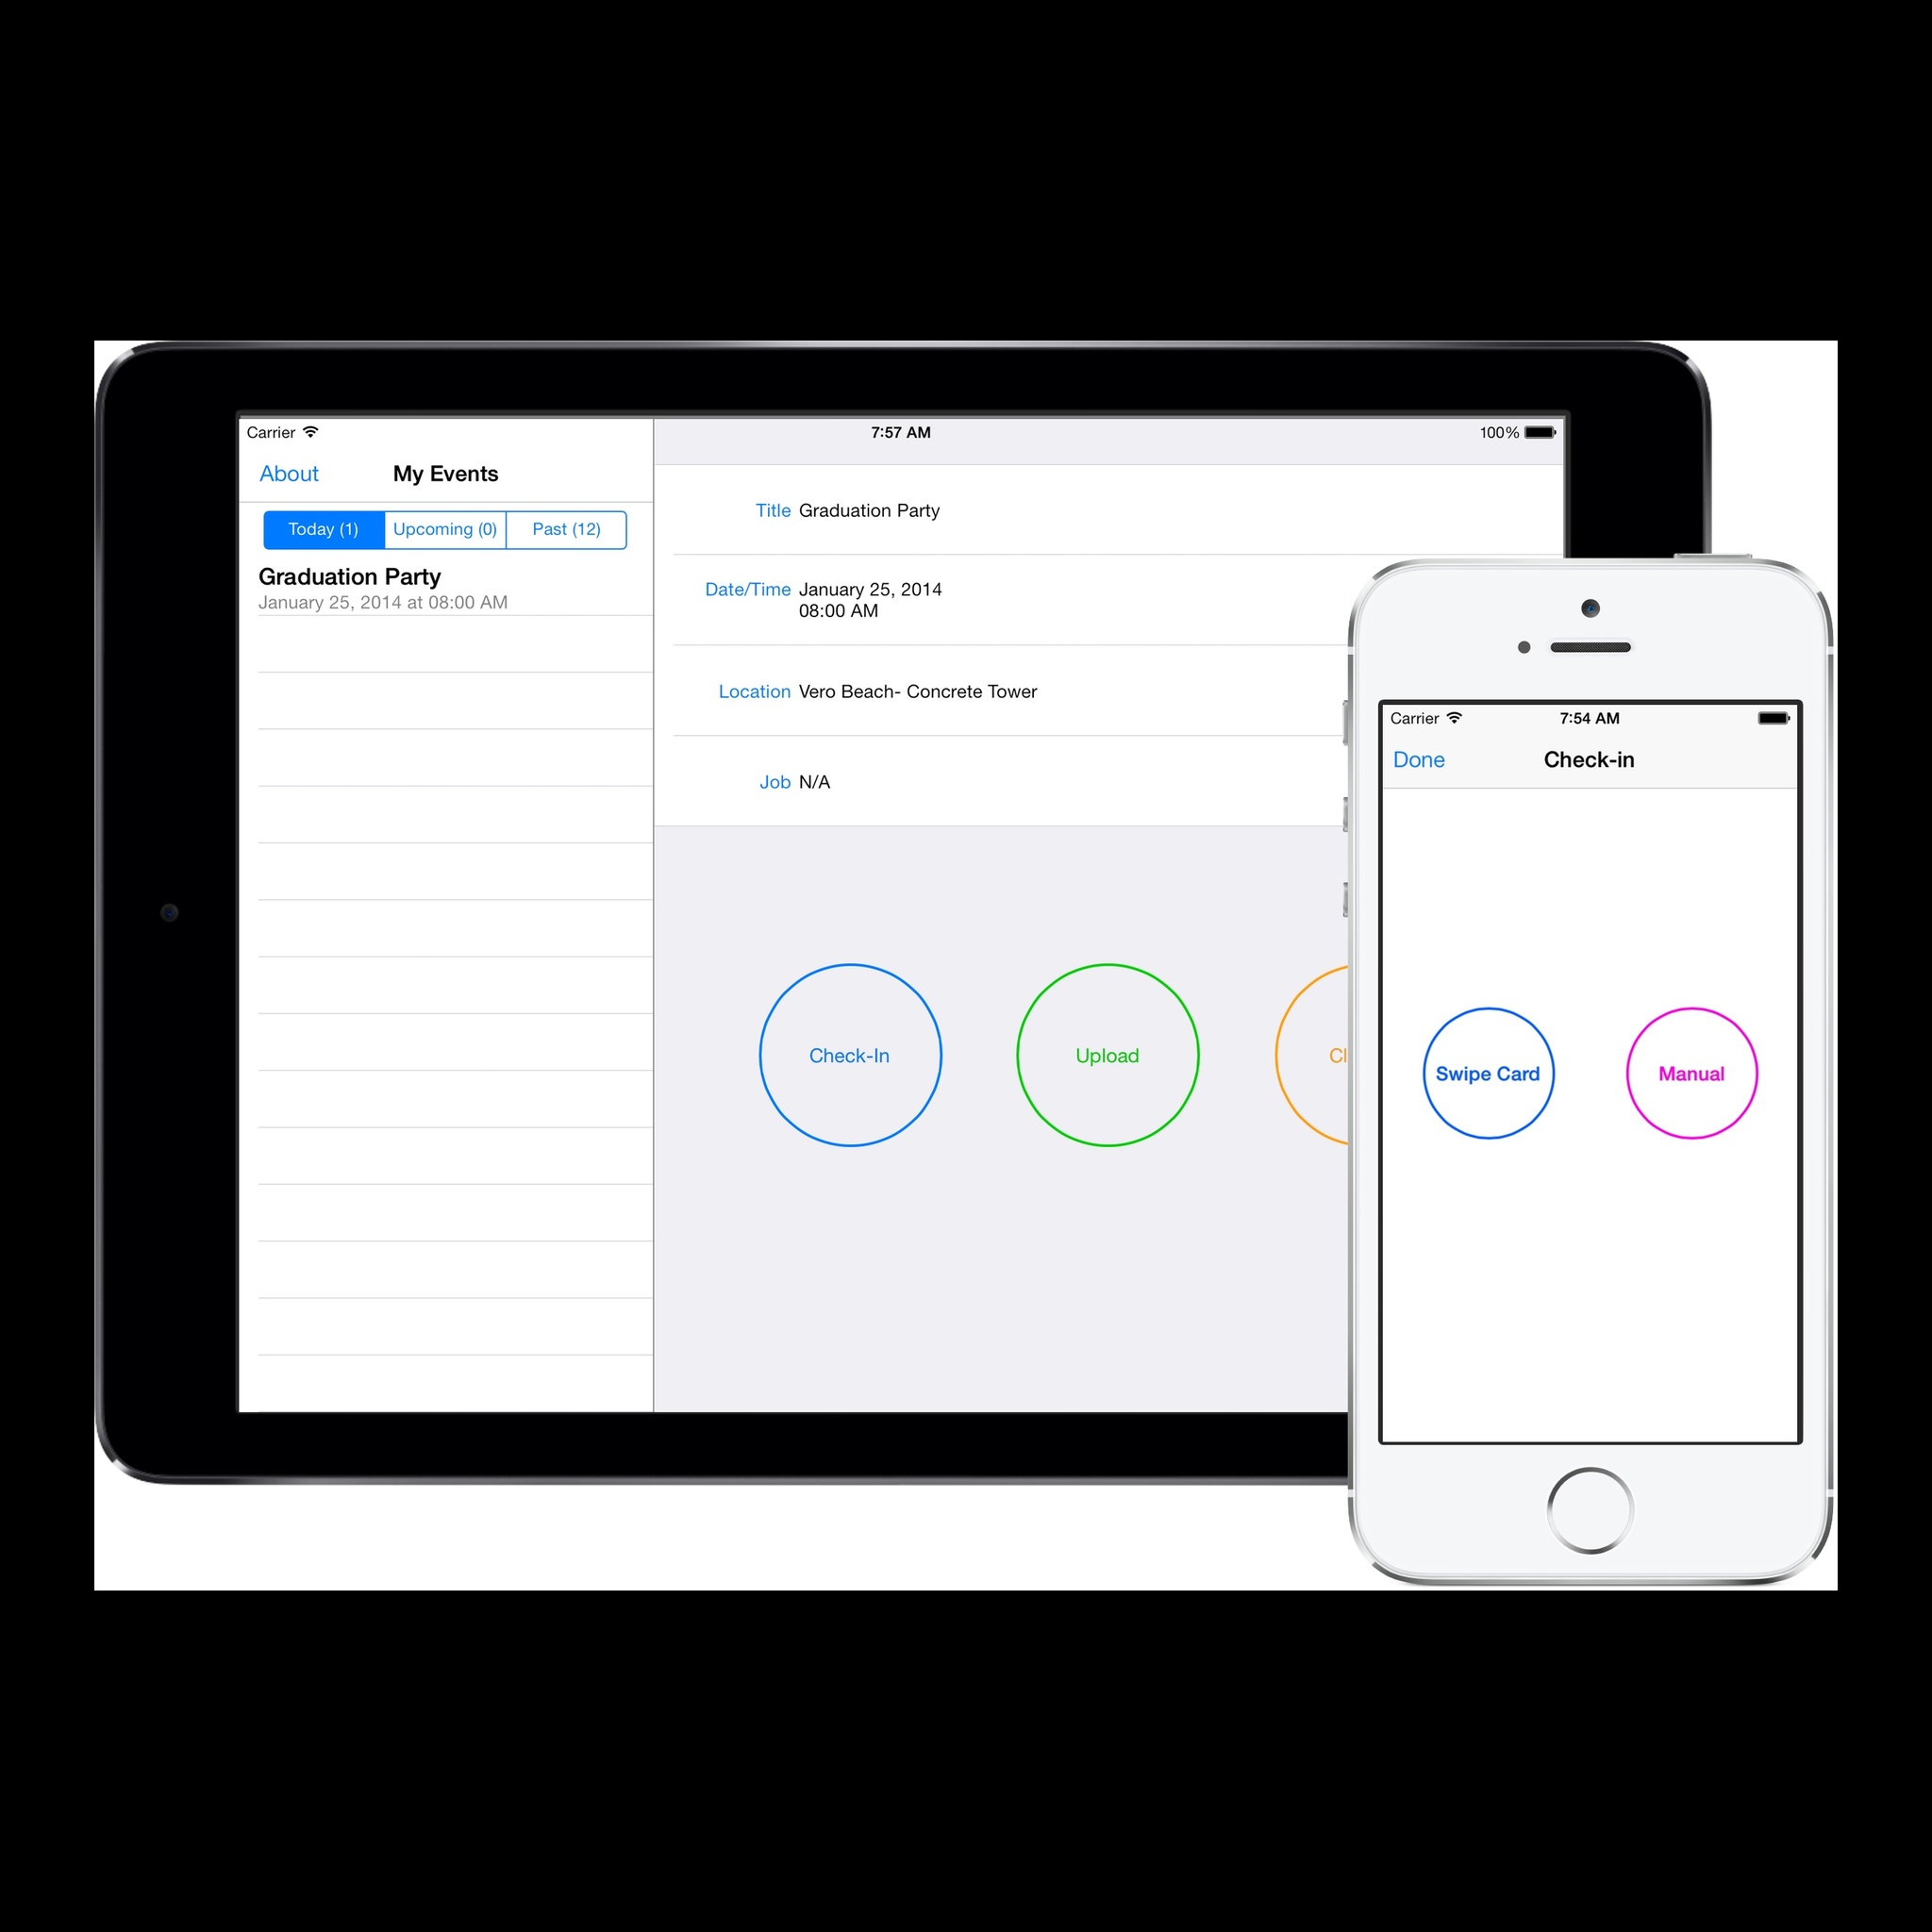 Carrier
7:57 AM
100%
About
My Events
Today (1)
Upcoming (0)
Past (12)
Graduation Party
January 25, 2014 at 08:00 AM
Title Graduation Party
Date/Time January 25, 2014
08:00 AM
Location Vero Beach- Concrete Tower
Job N/A
Check-In
Upload
Carrier
7:54 AM
Done
Check-in
Swipe Card
Manual